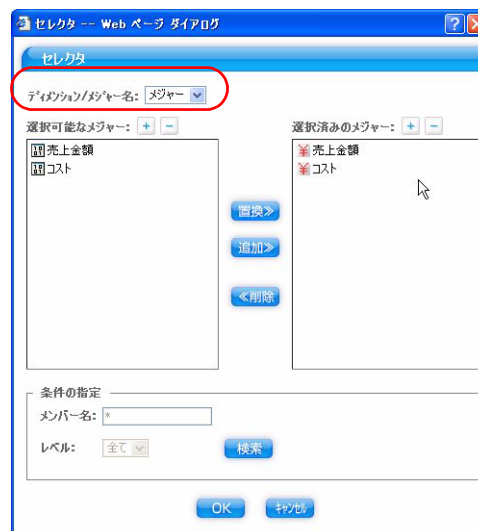 セレクタ -- Web ページ ダイアログ
セレクタ
ﾃﾞｨﾒﾝｼｮﾝ/ﾒｼﾞｬｰ名: メジャー
選択可能なメジャー: + -
選択済みのメジャー: + -
売上金額
コスト
売上金額
コスト
置換≫
追加≫
≪削除
条件の指定
メンバー名: *
レベル: 全て
検索
OK
ｷｬﾝｾﾙ